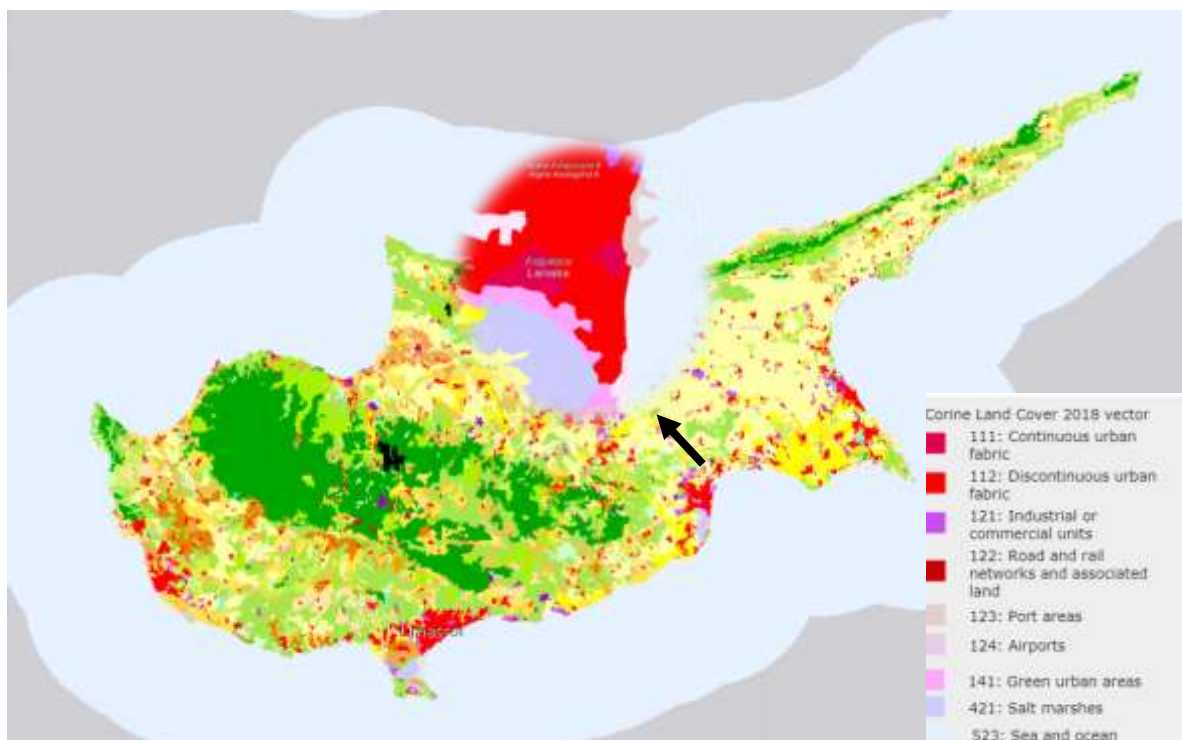 Larnaka
Limassol
Corine Land Cover 2018 vector
111: Continuous urban
fabric
112: Discontinuous urban
fabric
121: Industrial or
commercial units
122: Road and rail
networks and associated
land
123: Port areas
124: Airports
141: Green urban areas
421: Salt marshes
523: Sea and ocean